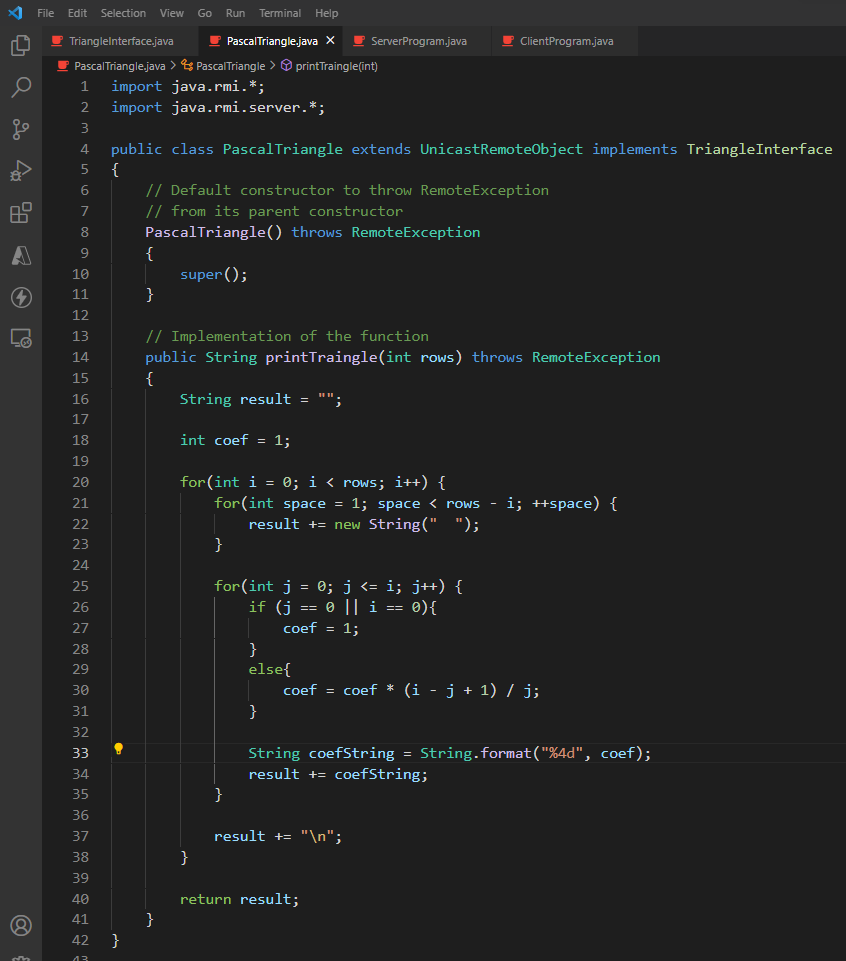 File Edit Selection View Go Run Terminal Help
TriangleInterface.java PascalTriangle.java × ServerProgram.java ClientProgram.java
PascalTriangle.java > PascalTriangle > printTraingle(int)
1 import java.rmi.*;
2 import java.rmi.server.*;
3
4 public class PascalTriangle extends UnicastRemoteObject implements TriangleInterface
5 {
6     // Default constructor to throw RemoteException
7     // from its parent constructor
8     PascalTriangle() throws RemoteException
9     {
10         super();
11     }
12
13     // Implementation of the function
14     public String printTraingle(int rows) throws RemoteException
15     {
16         String result = "";
17
18         int coef = 1;
19
20         for(int i = 0; i < rows; i++) {
21             for(int space = 1; space < rows - i; ++space) {
22                 result += new String("  ");
23             }
24
25             for(int j = 0; j <= i; j++) {
26                 if (j == 0 || i == 0){
27                     coef = 1;
28                 }
29                 else{
30                     coef = coef * (i - j + 1) / j;
31                 }
32
33                 String coefString = String.format("%4d", coef);
34                 result += coefString;
35             }
36
37             result += "\n";
38         }
39
40         return result;
41     }
42 }
43